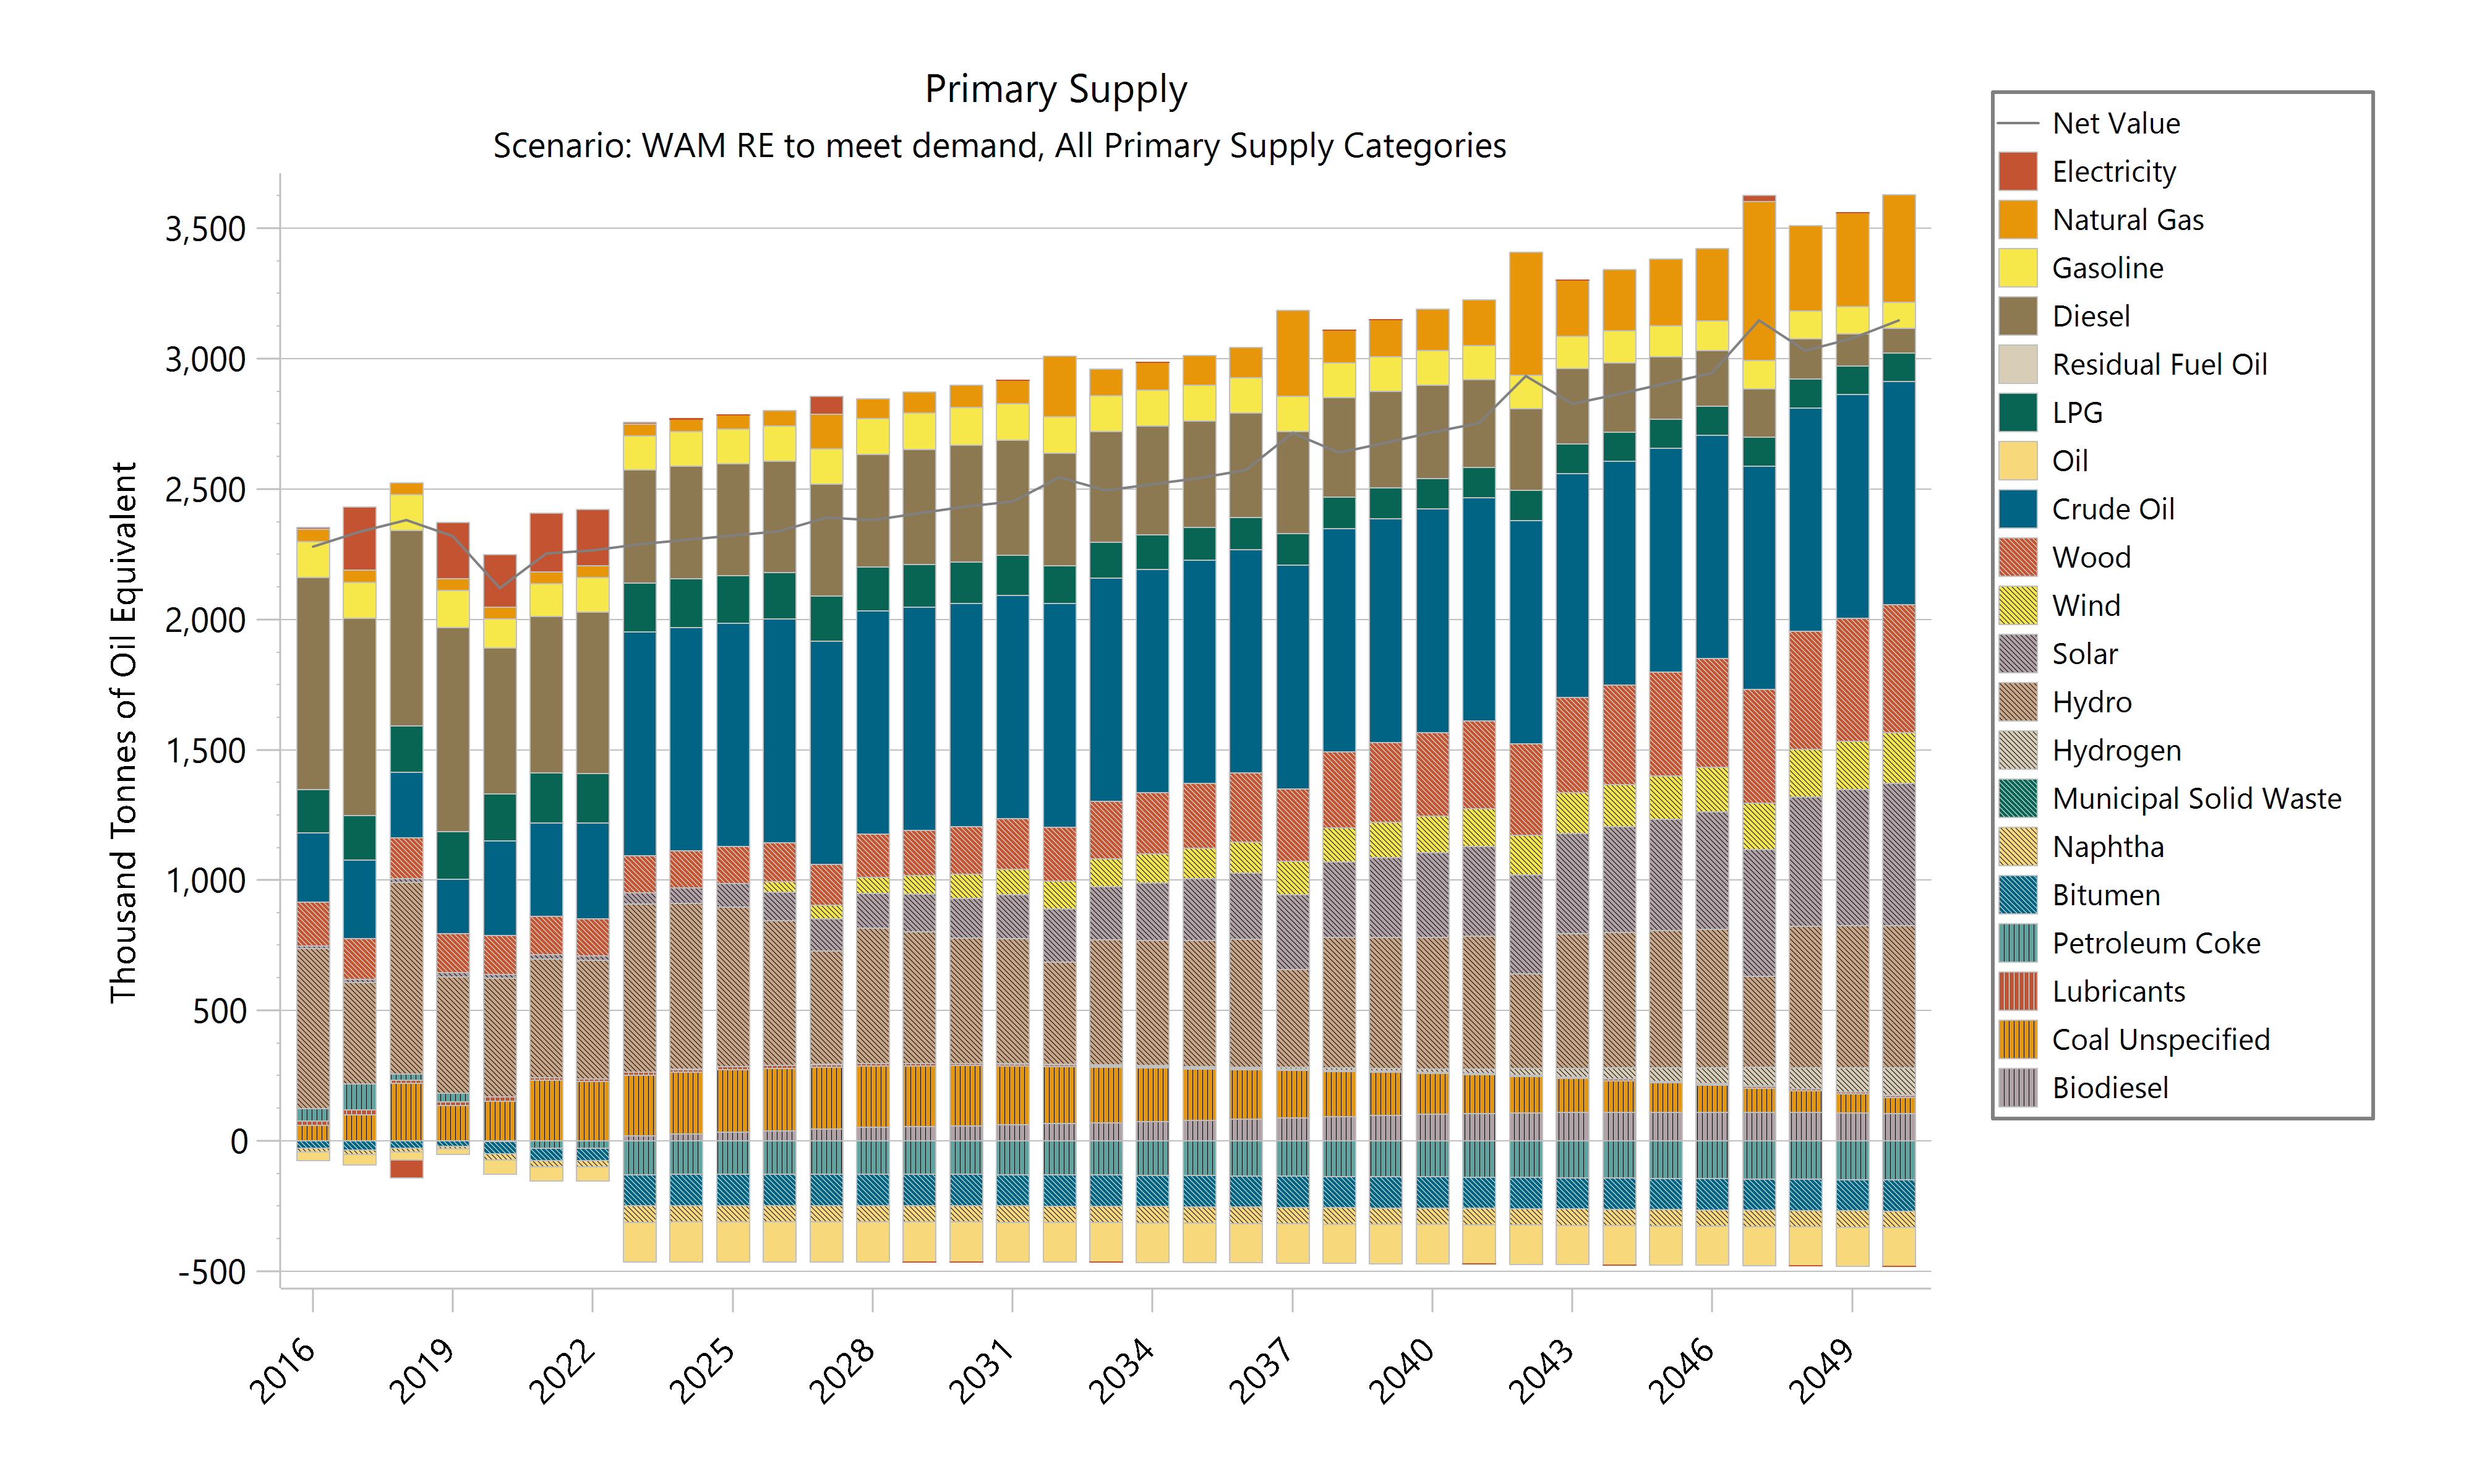 Primary Supply
Scenario: WAM RE to meet demand, All Primary Supply Categories
Thousand Tonnes of Oil Equivalent
3,500
3,000
2,500
2,000
1,500
1,000
500
0
-500
2016
2019
2022
2025
2028
2031
2034
2037
2040
2043
2046
2049
Net Value
Electricity
Natural Gas
Gasoline
Diesel
Residual Fuel Oil
LPG
Oil
Crude Oil
Wood
Wind
Solar
Hydro
Hydrogen
Municipal Solid Waste
Naphtha
Bitumen
Petroleum Coke
Lubricants
Coal Unspecified
Biodiesel